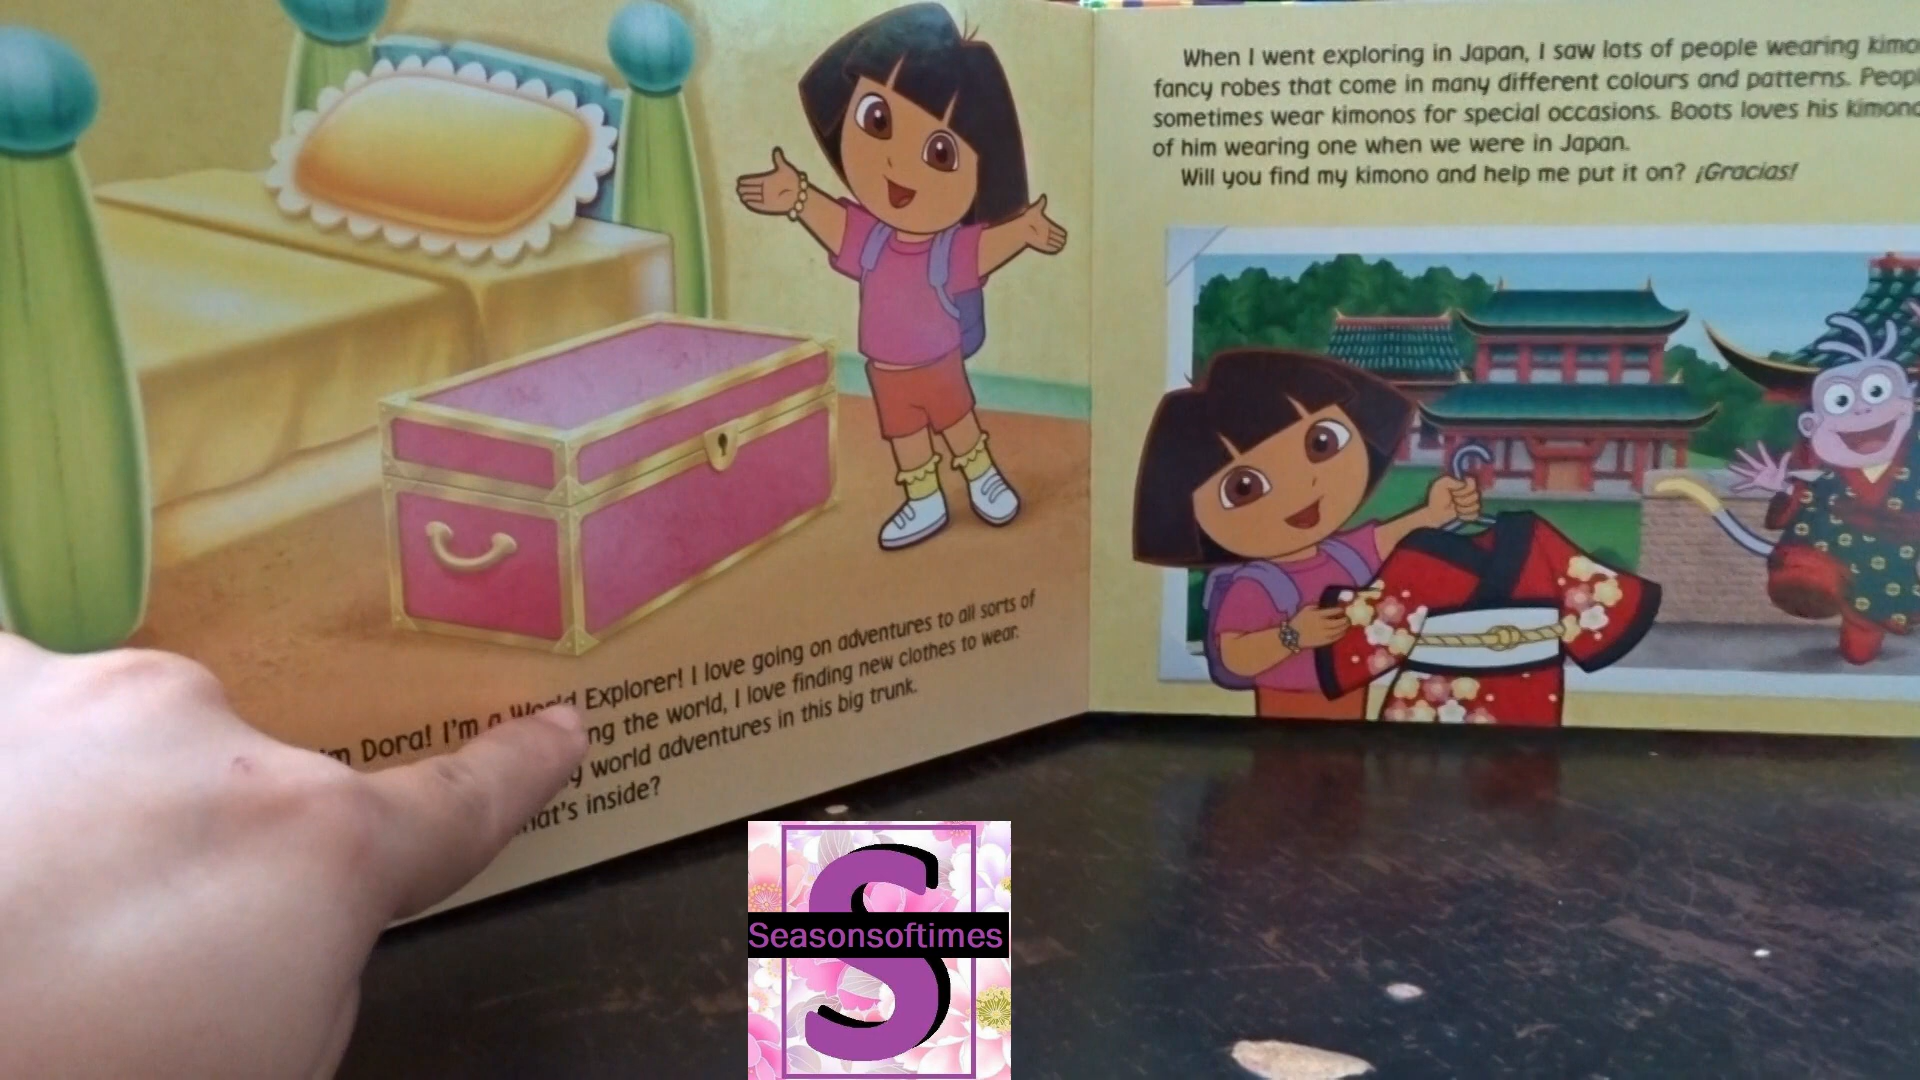 I'm Dora! I'm a World Explorer! I love going on adventures to all sorts of
the world, I love finding new clothes to wear.
world adventures in this big trunk.
inside?
When I went exploring in Japan, I saw lots of people wearing
fancy robes that come in many different colours and patterns.
sometimes wear kimonos for special occasions. Boots loves his
of him wearing one when we were in Japan.
Will you find my kimono and help me put it on? ¡Gracias!
S
Seasonsoftimes